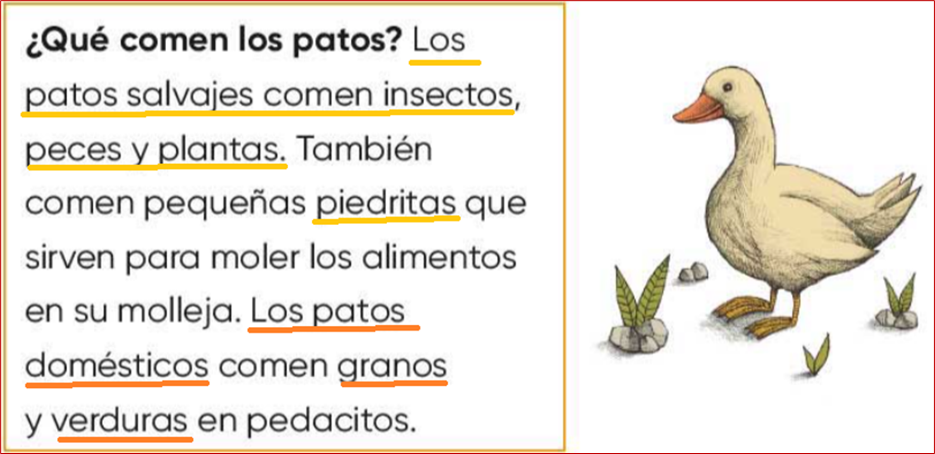 ¿Qué comen los patos? Los
patos salvajes comen insectos,
peces y plantas. También
comen pequeñas piedritas que
sirven para moler los alimentos
en su molleja. Los patos
domésticos comen granos
y verduras en pedacitos.